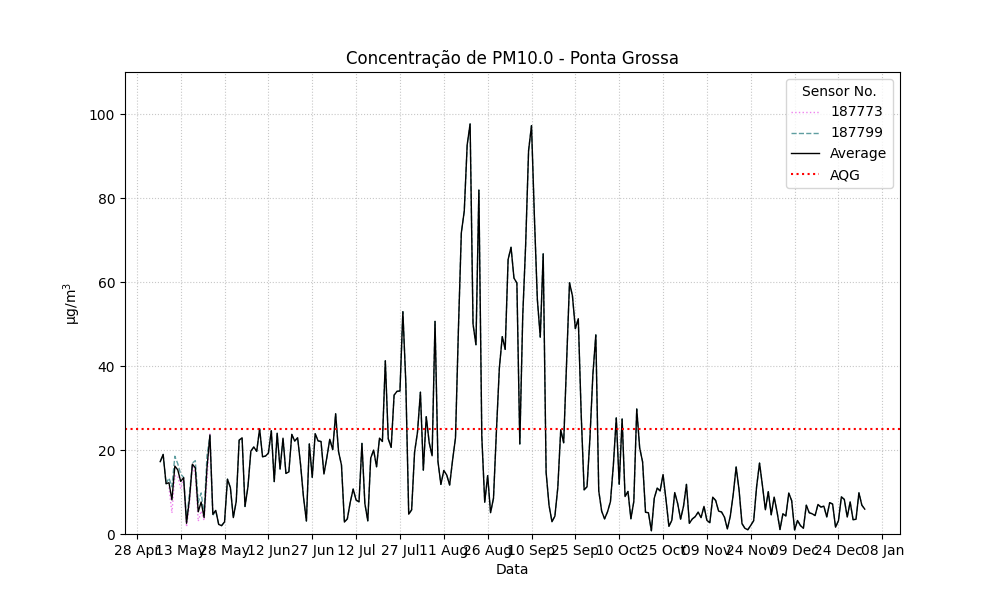 Concentração de PM10.0 - Ponta Grossa
Sensor No.
187773
187799
Average
AQG
100
80
60
40
20
0
µg/m³
28 Apr 13 May 28 May 12 Jun 27 Jun 12 Jul 27 Jul 11 Aug 26 Aug 10 Sep 25 Sep 10 Oct 25 Oct 09 Nov 24 Nov 09 Dec 24 Dec 08 Jan
Data